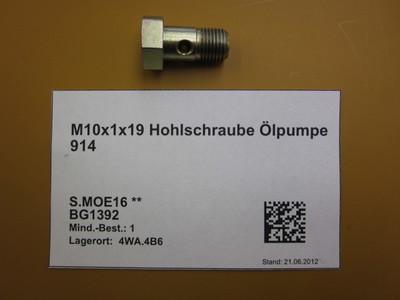 M10x1x19 Hohlschraube Ölpumpe
914
S.MOE16 **
BG1392
Mind.-Best.: 1
Lagerort: 4WA.4B6
Stand: 21.06.2012